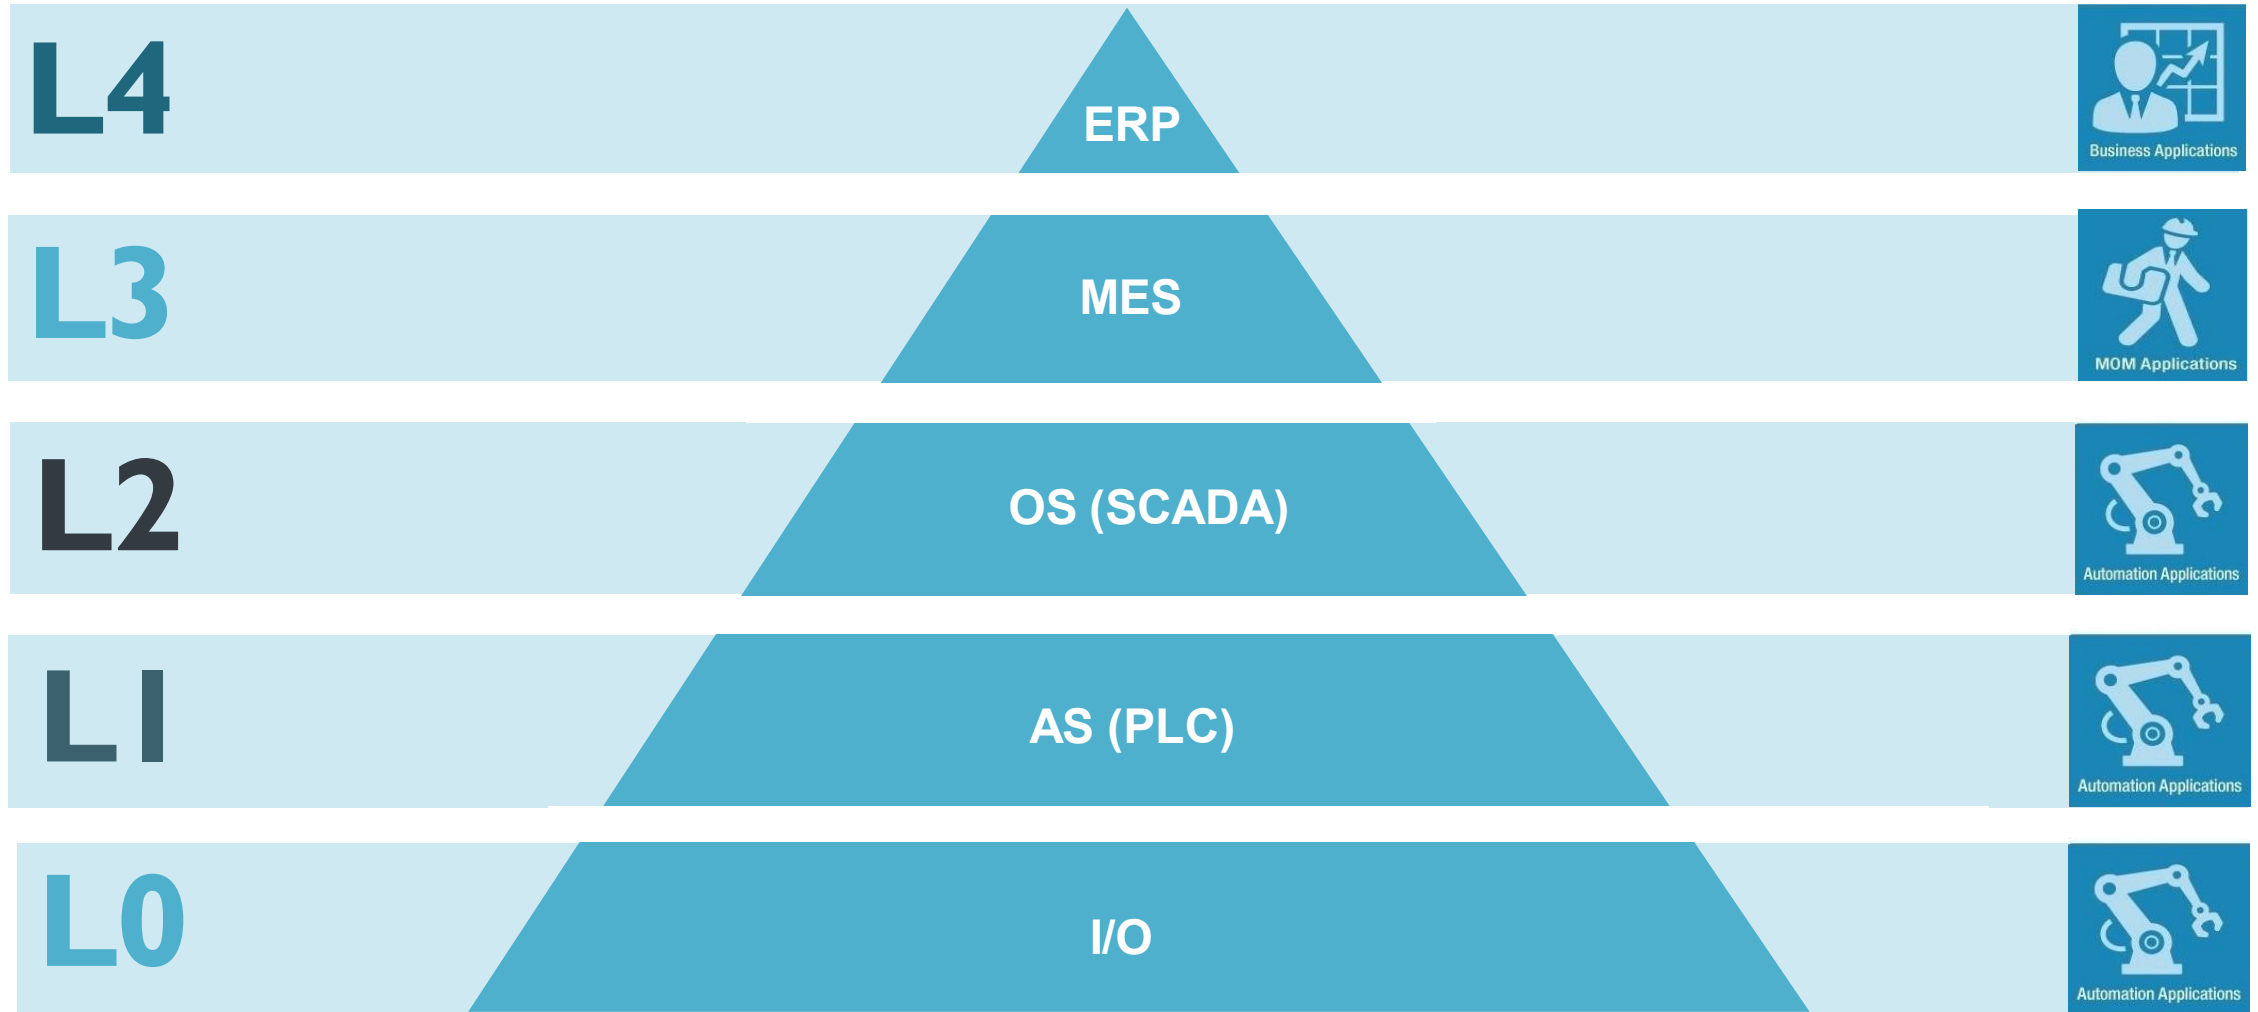 L4
ERP
Business Applications
L3
MES
MOM Applications
L2
OS (SCADA)
Automation Applications
L1
AS (PLC)
Automation Applications
L0
I/O
Automation Applications